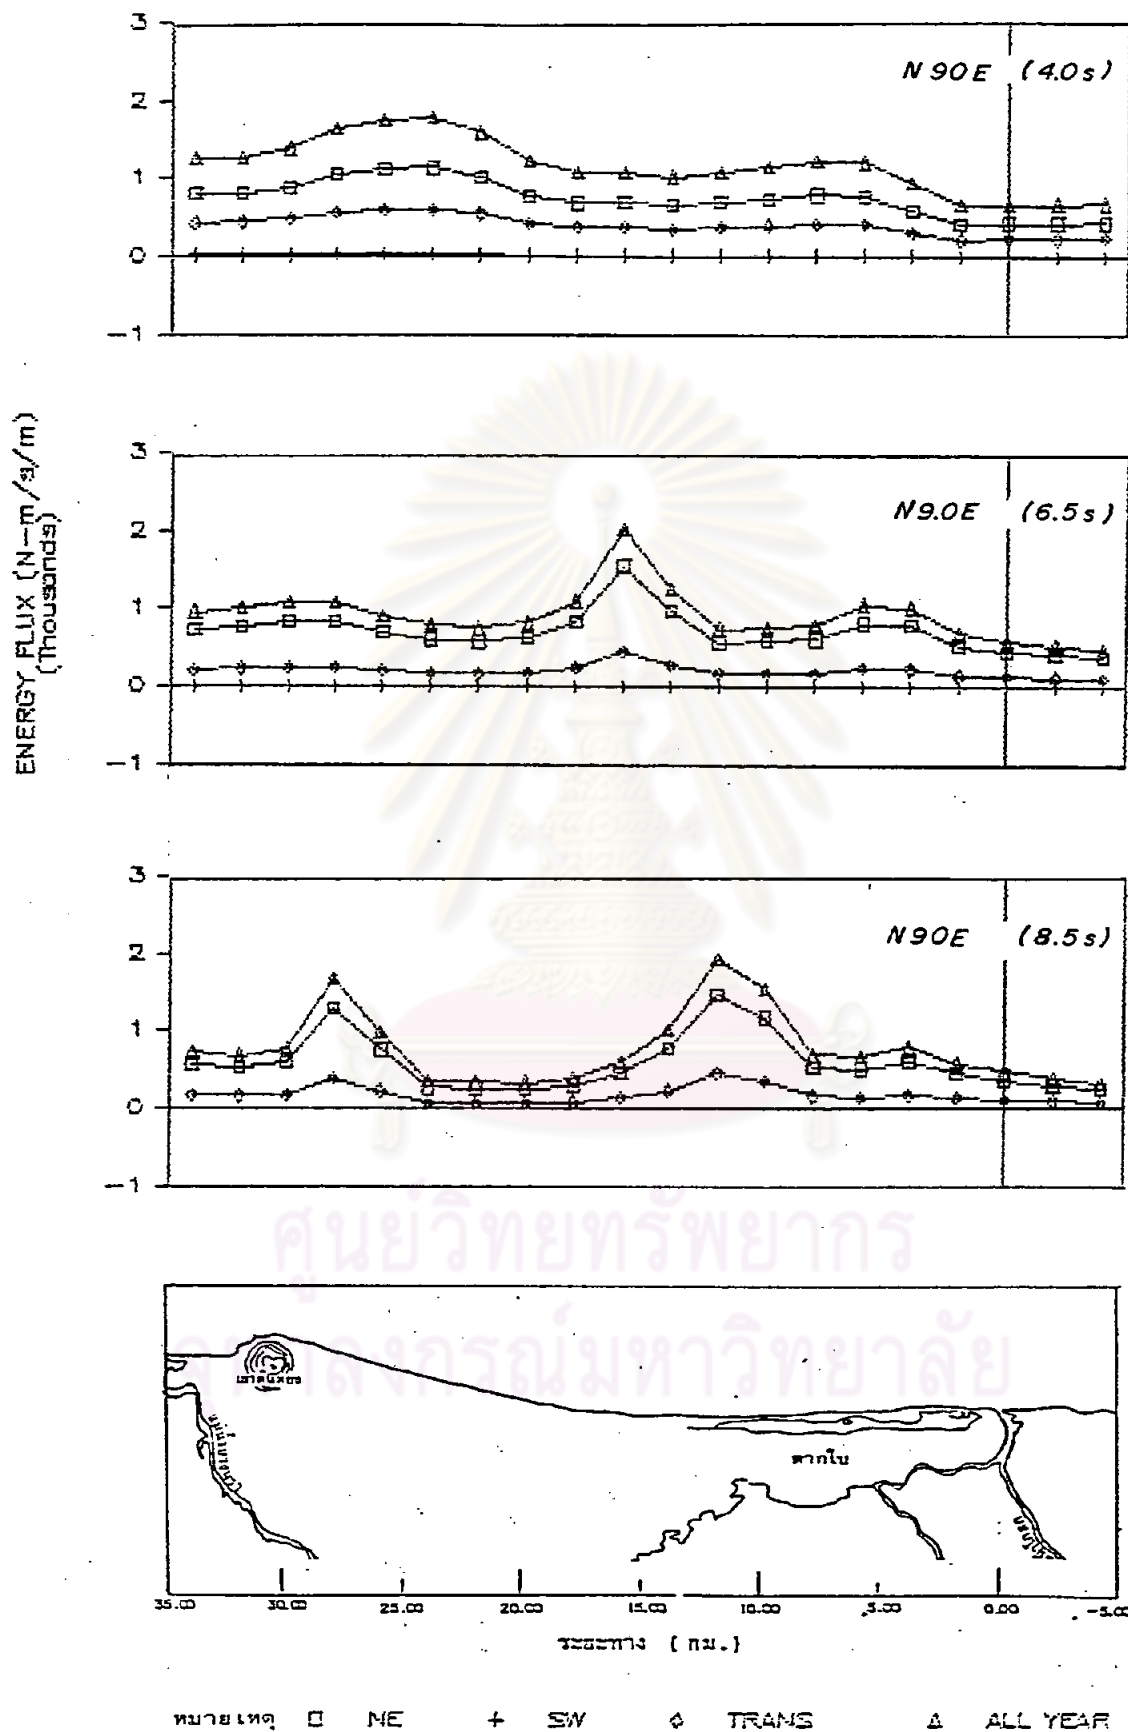 3
2
1
0
-1
N90E (4.0s)
ENERGY FLUX (N-m/s/m)
(Thousands)
3
2
1
0
-1
N9.0E (6.5s)
3
2
1
0
-1
N90E (8.5s)
ศูนย์วิทยทรัพยากร
จุฬาลงกรณ์มหาวิทยาลัย
ตากใบ
35.00 30.00 25.00 20.00 15.00 10.00 5.00 0.00 -5.00
ระยะทาง (กม.)
หมายเหตุ □ NE + SW ◇ TRANS △ ALL YEAR